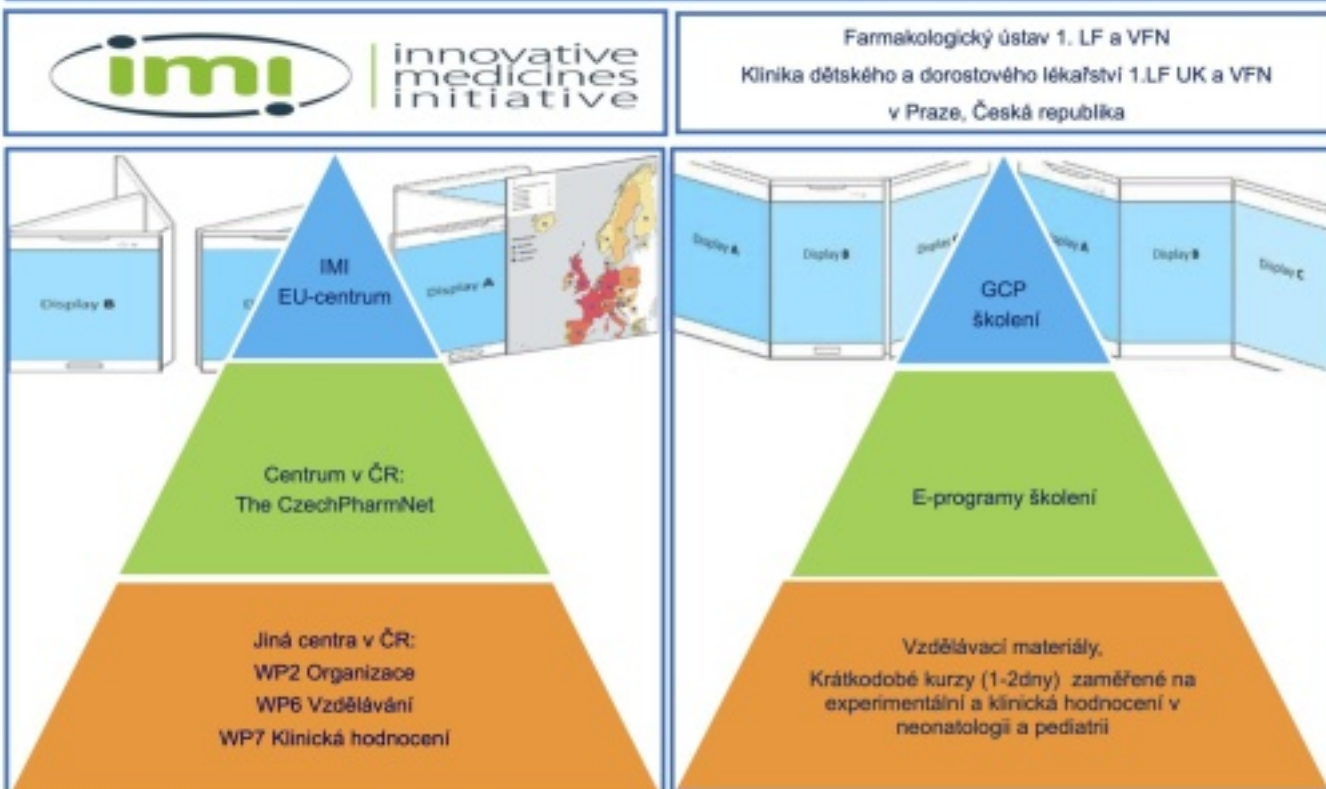 imi
innovative
medicines
initiative
Farmakologický ústav 1. LF a VFN
Klinika dětského a dorostového lékařství 1.LF UK a VFN
v Praze, Česká republika
Display B
Display A
IMI
EU-centrum
Centrum v ČR:
The CzechPharmNet
Jiná centra v ČR:
WP2 Organizace
WP6 Vzdělávání
WP7 Klinická hodnocení
Display A
Display B
Display
GCP
školení
A
Display B
Display C
E-programy školení
Vzdělávací materiály,
Krátkodobé kurzy (1-2dny) zaměřené na
experimentální a klinická hodnocení v
neonatologii a pediatrii